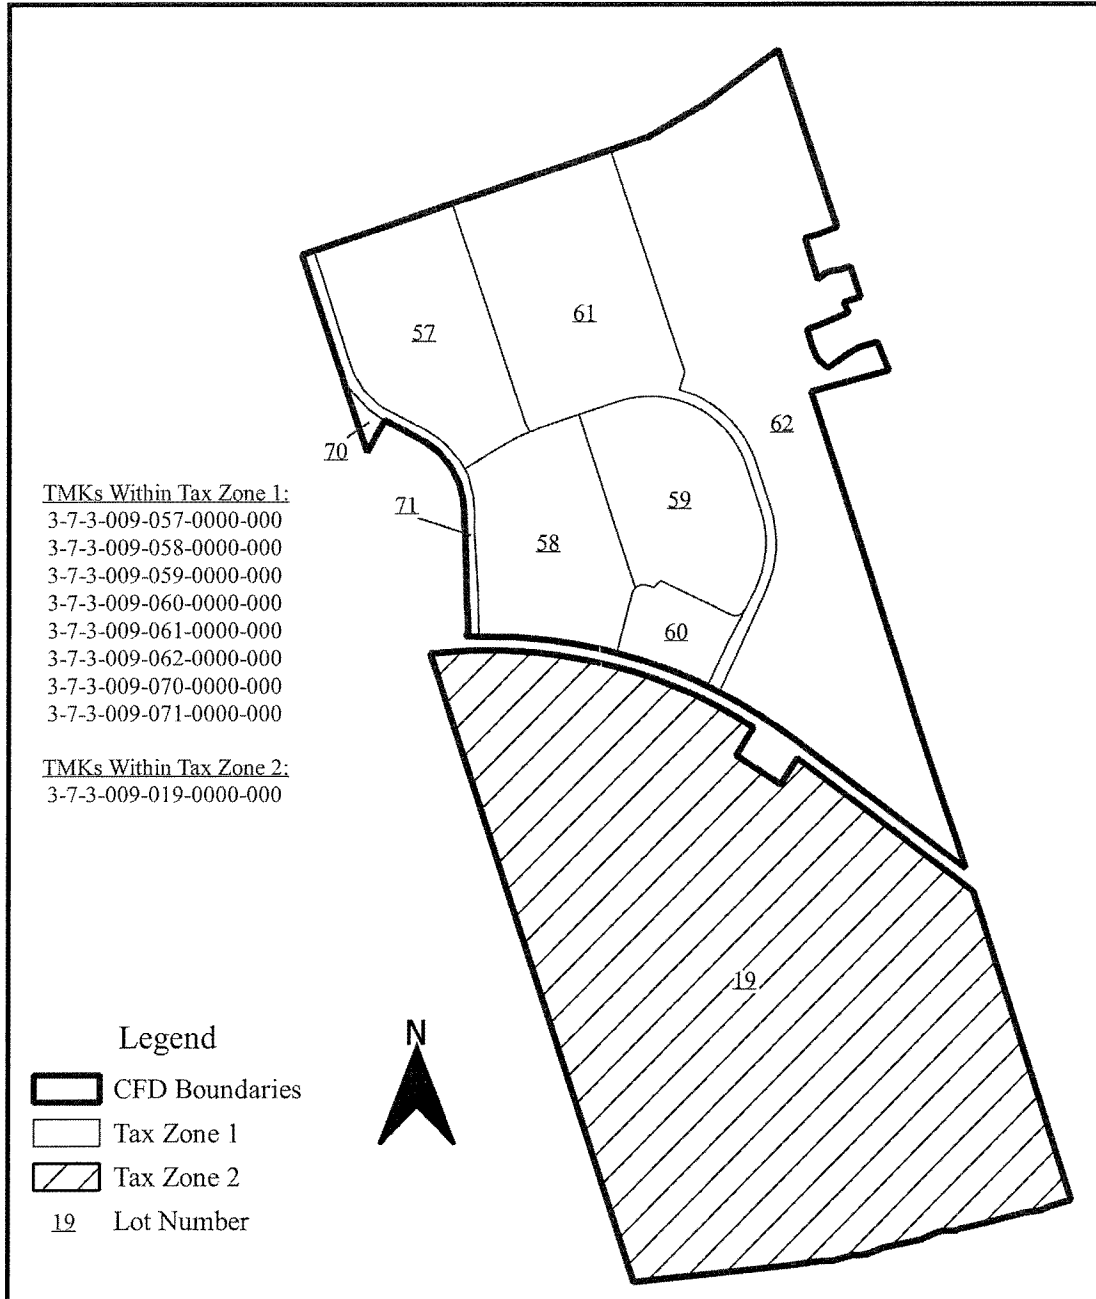 57
61
62
70
71
59
58
60
19
TMKs Within Tax Zone 1:
3-7-3-009-057-0000-000
3-7-3-009-058-0000-000
3-7-3-009-059-0000-000
3-7-3-009-060-0000-000
3-7-3-009-061-0000-000
3-7-3-009-062-0000-000
3-7-3-009-070-0000-000
3-7-3-009-071-0000-000
TMKs Within Tax Zone 2:
3-7-3-009-019-0000-000
N
Legend
CFD Boundaries
Tax Zone 1
Tax Zone 2
19 Lot Number